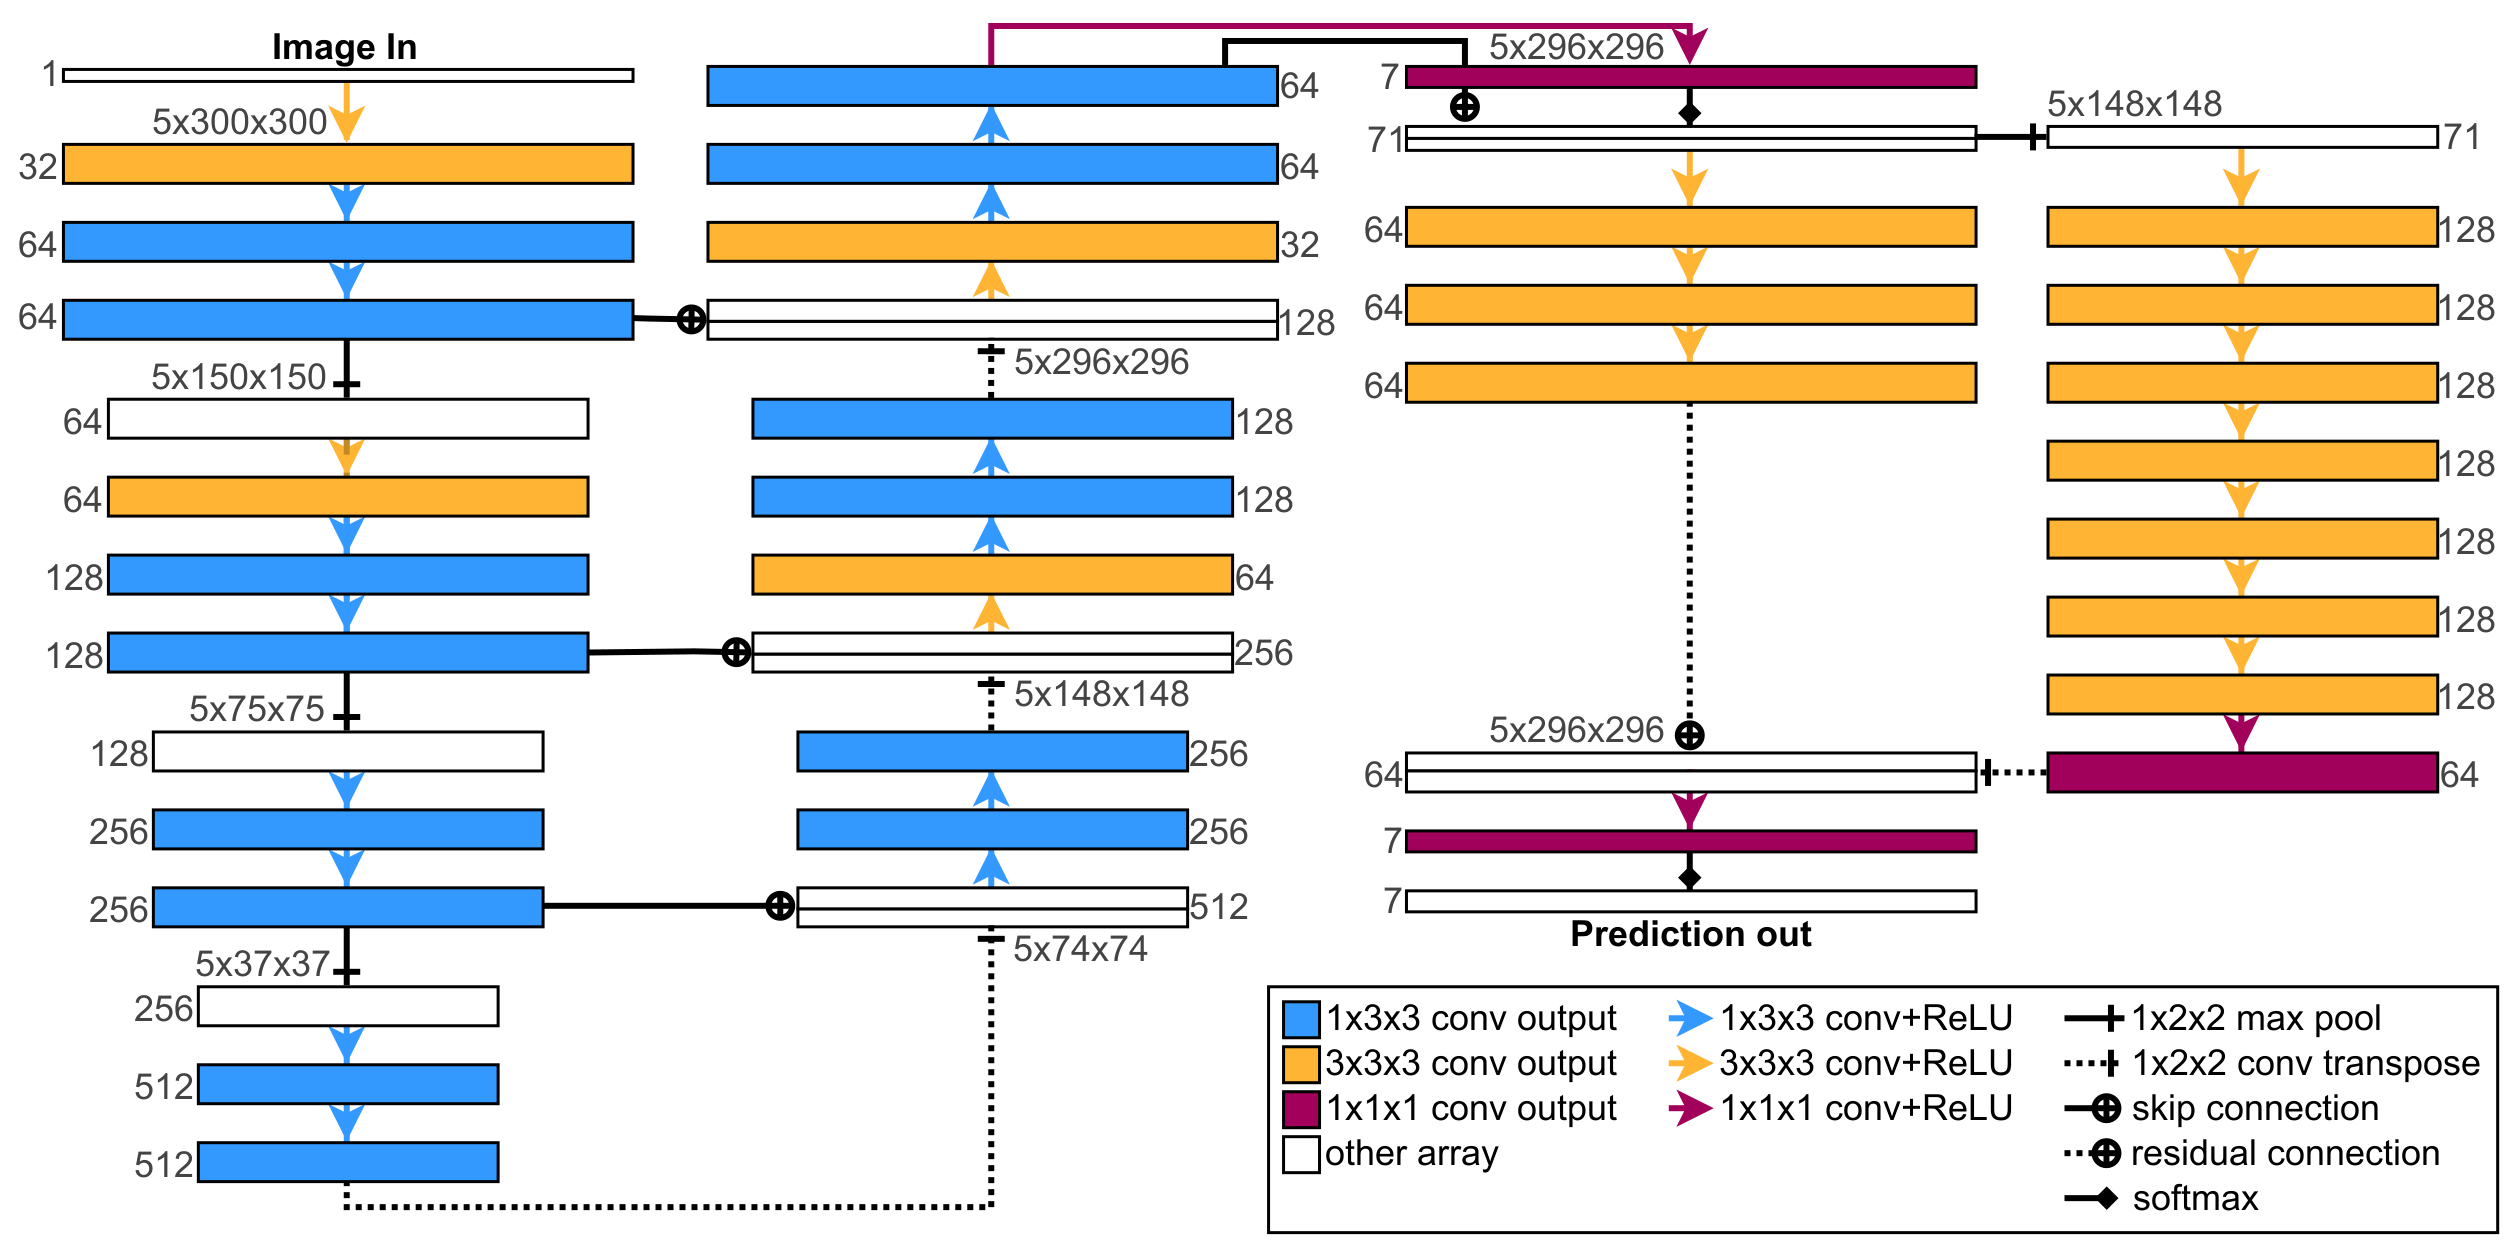 Image In
1
5x300x300
32
64
64
5x150x150
64
64
128
128
5x75x75
128
256
256
5x37x37
256
512
512
64
64
32
128
5x296x296
128
128
64
256
5x148x148
256
256
512
5x74x74
5x296x296
7
71
64
64
64
5x296x296
64
7
7
Prediction out
5x148x148
71
128
128
128
128
128
128
128
64
1x3x3 conv output
3x3x3 conv output
1x1x1 conv output
other array
1x3x3 conv+ReLU
3x3x3 conv+ReLU
1x1x1 conv+ReLU
1x2x2 max pool
1x2x2 conv transpose
skip connection
residual connection
softmax